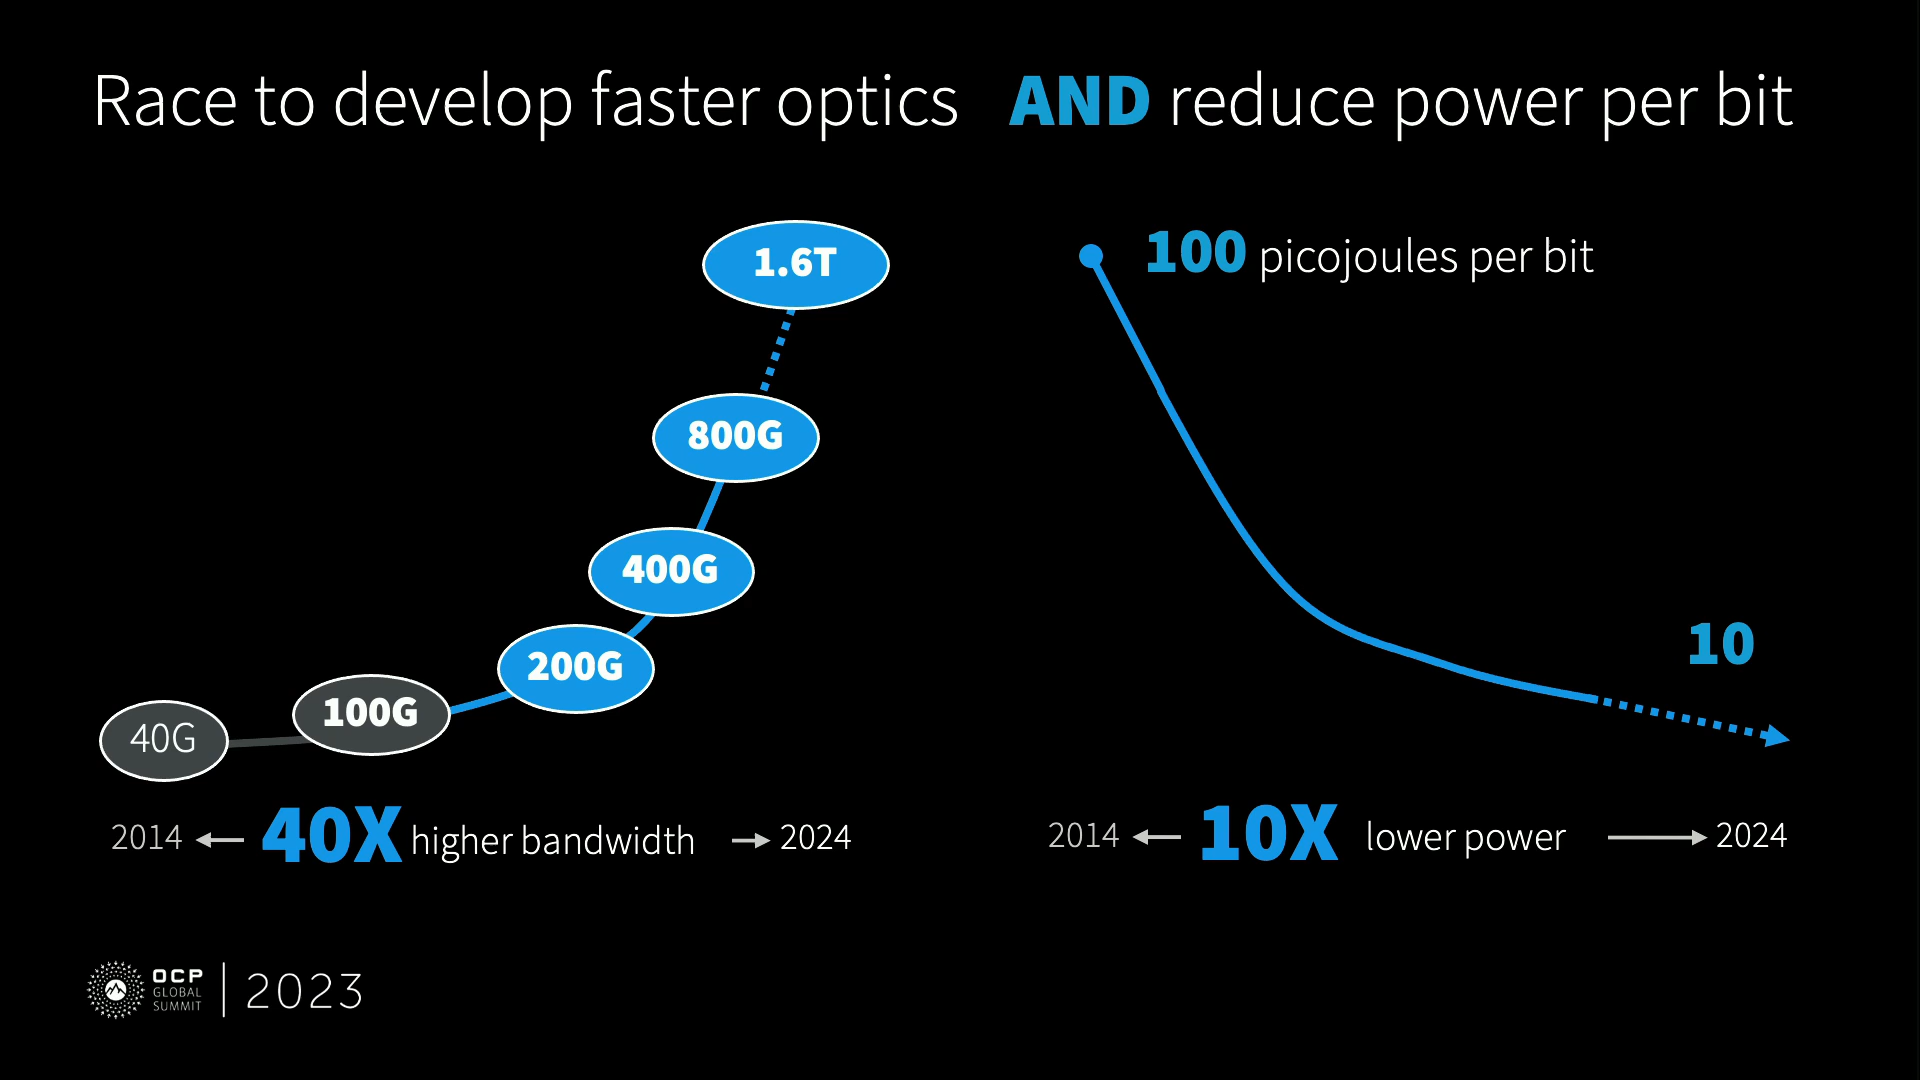 Race to develop faster optics AND reduce power per bit
1.6T
800G
400G
200G
100G
40G
2014 40X higher bandwidth 2024
100 picojoules per bit
10
2014 10X lower power 2024
OCP
GLOBAL
SUMMIT
2023